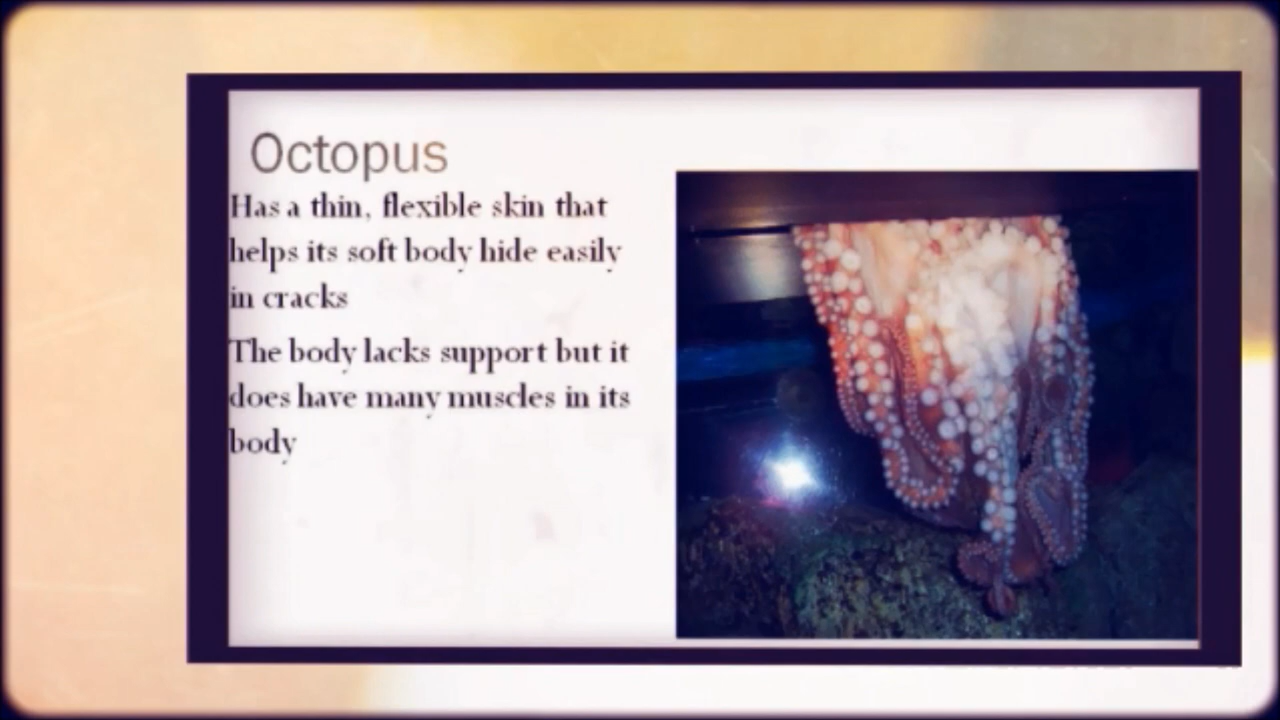 Octopus
Has a thin, flexible skin that
helps its soft body hide easily
in cracks
The body lacks support but it
does have many muscles in its
body